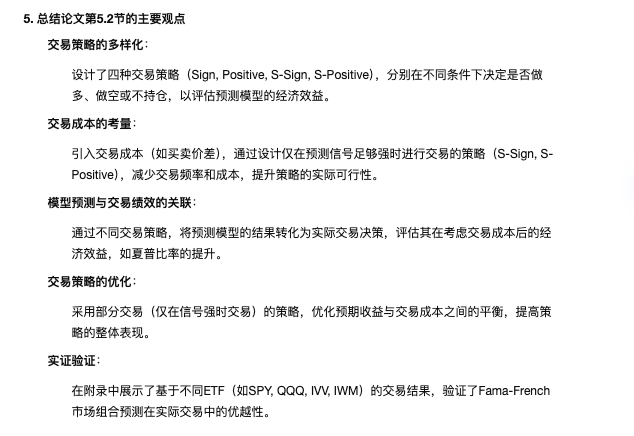 5. 总结论文第5.2节的主要观点
交易策略的多样化：
设计了四种交易策略（Sign, Positive, S-Sign, S-Positive），分别在不同条件下决定是否做
多、做空或不持仓，以评估预测模型的经济效益。
交易成本的考量：
引入交易成本（如买卖价差），通过设计仅在预测信号足够强时进行交易的策略（S-Sign, S-
Positive），减少交易频率和成本，提升策略的实际可行性。
模型预测与交易绩效的关联：
通过不同交易策略，将预测模型的结果转化为实际交易决策，评估其在考虑交易成本后的经
济效益，如夏普比率的提升。
交易策略的优化：
采用部分交易（仅在信号强时交易）的策略，优化预期收益与交易成本之间的平衡，提高策
略的整体表现。
实证验证：
在附录中展示了基于不同ETF（如SPY, QQQ, IVV, IWM）的交易结果，验证了Fama-French
市场组合预测在实际交易中的优越性。